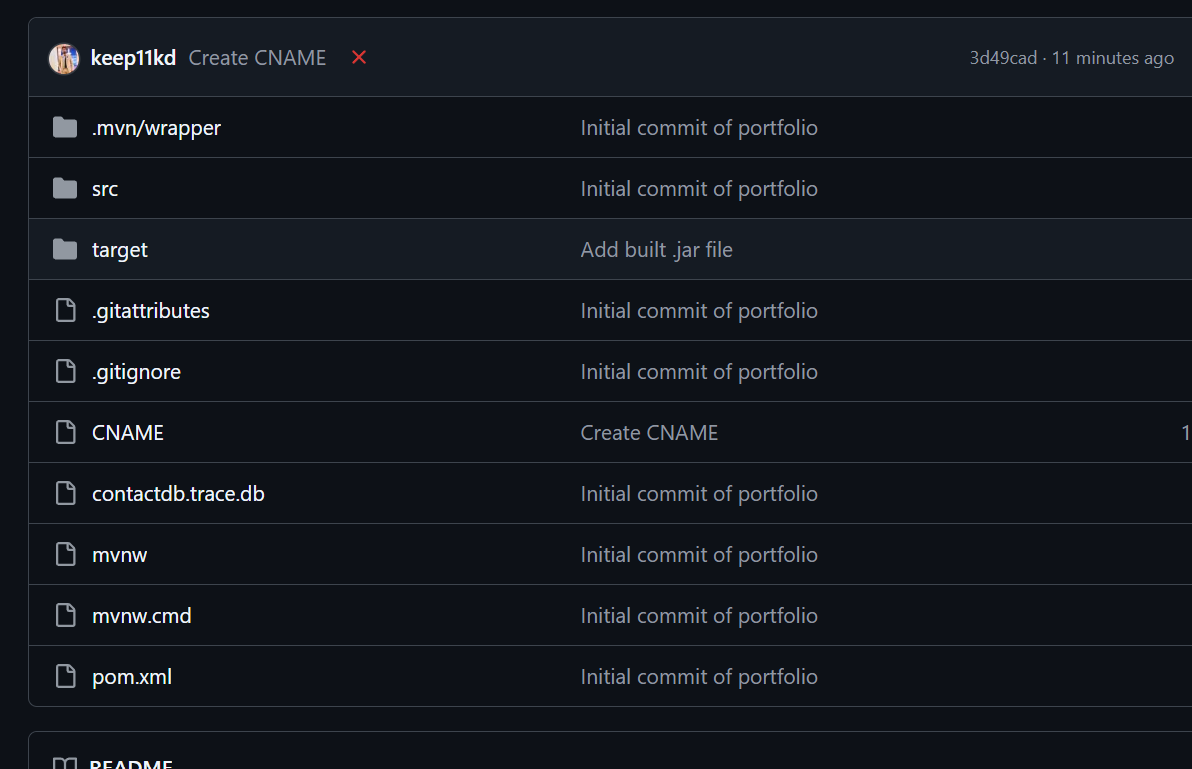 keep11kd Create CNAME 3d49cad · 11 minutes ago
.mvn/wrapper Initial commit of portfolio
src Initial commit of portfolio
target Add built .jar file
.gitattributes Initial commit of portfolio
.gitignore Initial commit of portfolio
CNAME Create CNAME 1
contactdb.trace.db Initial commit of portfolio
mvnw Initial commit of portfolio
mvnw.cmd Initial commit of portfolio
pom.xml Initial commit of portfolio
README